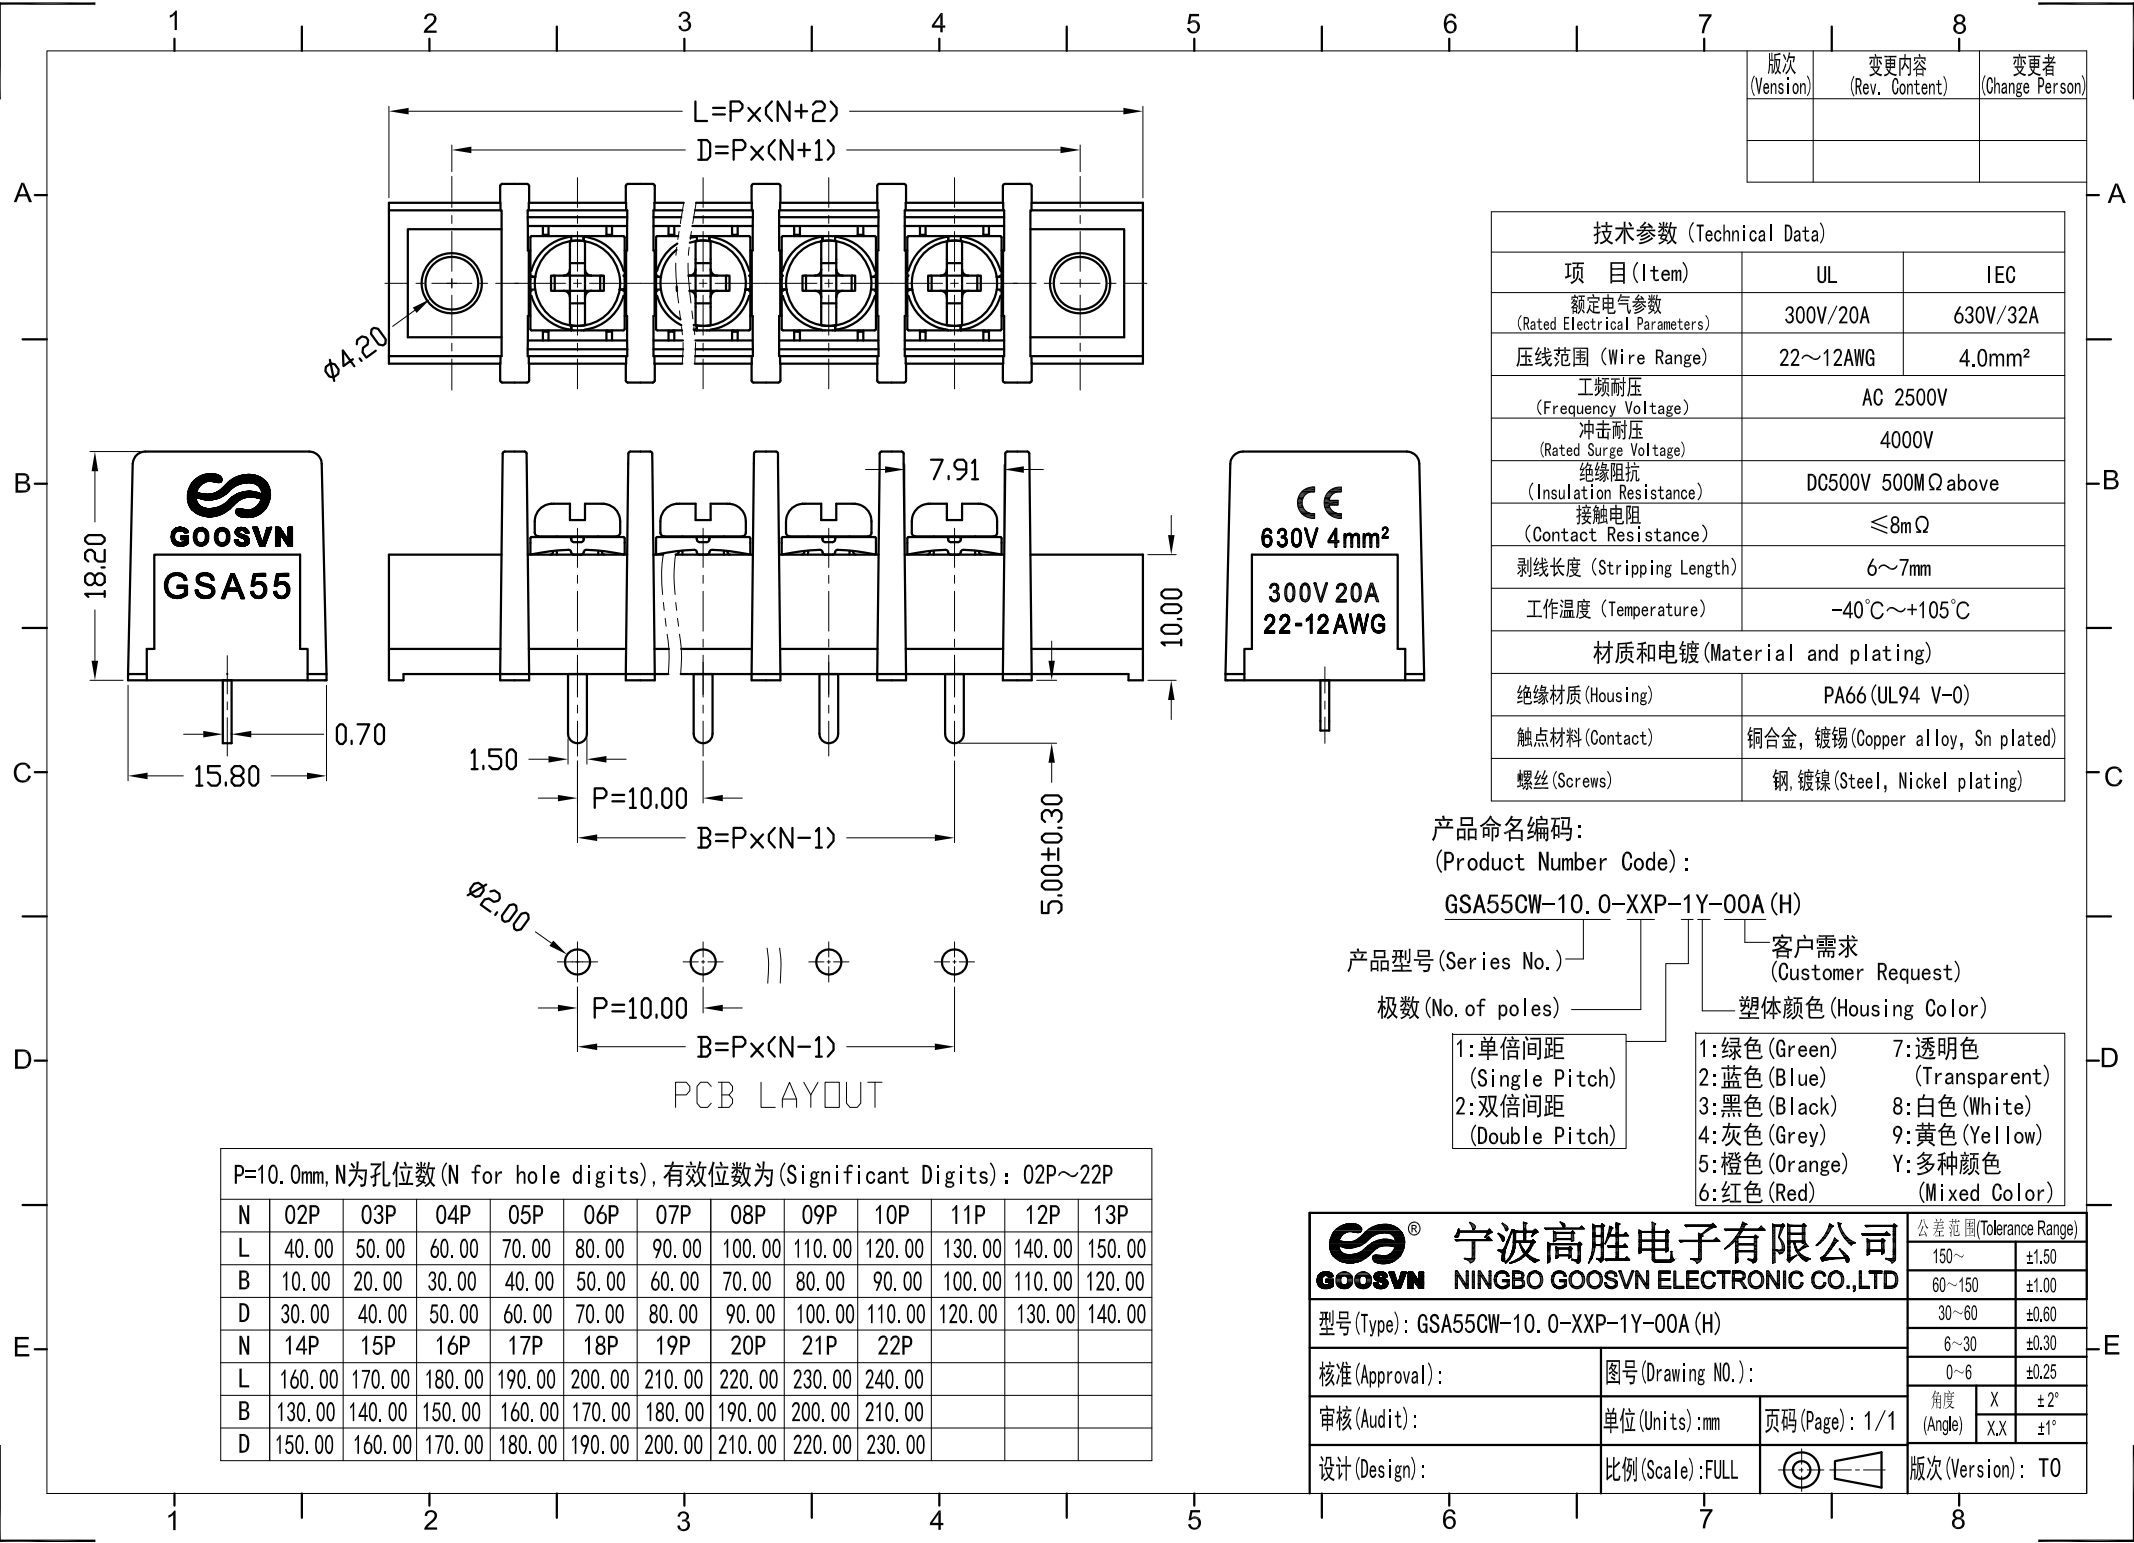 1 2 3 4 5 6 7 8
版次 变更内容 变更者
(Vension) (Rev. Content) (Change Person)
L=Px(N+2)
D=Px(N+1)
A A
ø4.20
技术参数 (Technical Data)
项 目(Item) UL IEC
额定电气参数
(Rated Electrical Parameters) 300V/20A 630V/32A
压线范围 (Wire Range) 22～12AWG 4.0mm²
工频耐压
(Frequency Voltage) AC 2500V
冲击耐压
(Rated Surge Voltage) 4000V
绝缘阻抗
(Insulation Resistance) DC500V 500MΩabove
接触电阻
(Contact Resistance) ≤8mΩ
剥线长度 (Stripping Length) 6～7mm
工作温度 (Temperature) -40℃～+105℃
材质和电镀(Material and plating)
绝缘材质(Housing) PA66(UL94 V-0)
触点材料(Contact) 铜合金, 镀锡(Copper alloy, Sn plated)
螺丝(Screws) 钢,镀镍(Steel, Nickel plating)
B B
18.20
GOOSVN
GSA55
0.70
15.80
7.91
10.00
1.50
P=10.00
B=Px(N-1)
5.00±0.30
CE
630V 4mm²
300V 20A
22-12AWG
C C
ø2.00
P=10.00
B=Px(N-1)
PCB LAYOUT
产品命名编码:
(Product Number Code):
GSA55CW-10.0-XXP-1Y-00A(H)
客户需求
(Customer Request)
产品型号(Series No.)
极数(No.of poles)
塑体颜色(Housing Color)
D D
1:单倍间距
(Single Pitch)
2:双倍间距
(Double Pitch)
1:绿色(Green) 7:透明色
2:蓝色(Blue) (Transparent)
3:黑色(Black) 8:白色(White)
4:灰色(Grey) 9:黄色(Yellow)
5:橙色(Orange) Y:多种颜色
6:红色(Red) (Mixed Color)
P=10.0mm,N为孔位数(N for hole digits),有效位数为(Significant Digits): 02P～22P
N 02P 03P 04P 05P 06P 07P 08P 09P 10P 11P 12P 13P
L 40.00 50.00 60.00 70.00 80.00 90.00 100.00 110.00 120.00 130.00 140.00 150.00
B 10.00 20.00 30.00 40.00 50.00 60.00 70.00 80.00 90.00 100.00 110.00 120.00
D 30.00 40.00 50.00 60.00 70.00 80.00 90.00 100.00 110.00 120.00 130.00 140.00
N 14P 15P 16P 17P 18P 19P 20P 21P 22P
L 160.00 170.00 180.00 190.00 200.00 210.00 220.00 230.00 240.00
B 130.00 140.00 150.00 160.00 170.00 180.00 190.00 200.00 210.00
D 150.00 160.00 170.00 180.00 190.00 200.00 210.00 220.00 230.00
E E
® 宁波高胜电子有限公司
GOOSVN NINGBO GOOSVN ELECTRONIC CO.,LTD
公差范围(Tolerance Range)
150～ ±1.50
60～150 ±1.00
30～60 ±0.60
6～30 ±0.30
0～6 ±0.25
角度 X ±2°
(Angle) X.X ±1°
型号(Type): GSA55CW-10.0-XXP-1Y-00A(H)
核准(Approval): 图号(Drawing NO.):
审核(Audit): 单位(Units):mm 页码(Page): 1/1
设计(Design): 比例(Scale):FULL 版次(Version): T0
1 2 3 4 5 6 7 8